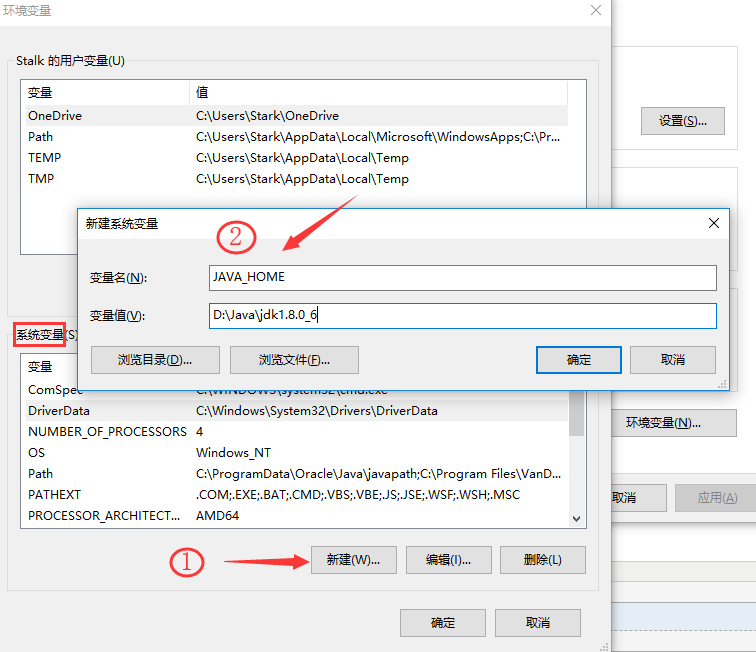 环境变量
Stalk 的用户变量(U)
变量 值
OneDrive C:\Users\Stark\OneDrive
Path C:\Users\Stark\AppData\Local\Microsoft\WindowsApps;C:\Pr...
TEMP C:\Users\Stark\AppData\Local\Temp
TMP C:\Users\Stark\AppData\Local\Temp
设置(S)...
新建系统变量
②
变量名(N): JAVA_HOME
变量值(V): D:\Java\jdk1.8.0_6
浏览目录(D)... 浏览文件(F)... 确定 取消
系统变量(S)
变量
ComSpec C:\WINDOWS\system32\cmd.exe
DriverData C:\Windows\System32\Drivers\DriverData
NUMBER_OF_PROCESSORS 4
OS Windows_NT
Path C:\ProgramData\Oracle\Java\javapath;C:\Program Files\VanD...
PATHEXT .COM;.EXE;.BAT;.CMD;.VBS;.VBE;.JS;.JSE;.WSF;.WSH;.MSC
PROCESSOR_ARCHITECT... AMD64
环境变量(N)...
取消 应用(A)
① 新建(W)... 编辑(I)... 删除(L)
确定 取消